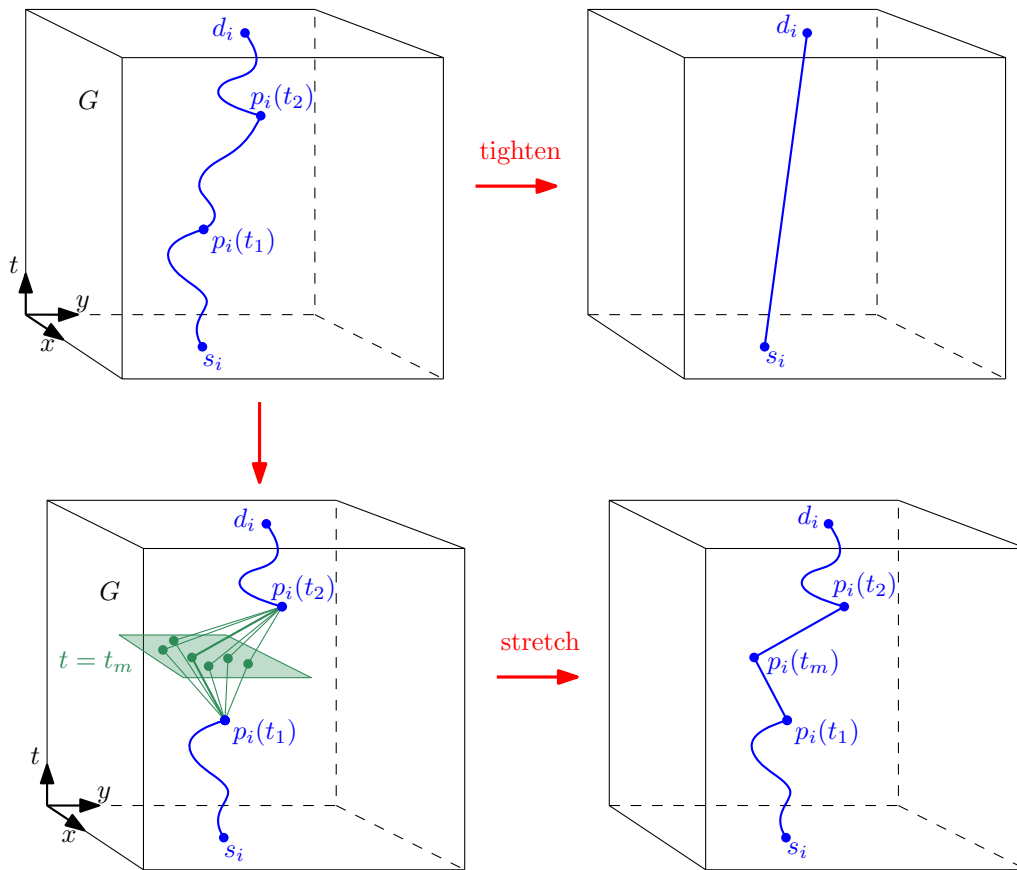 d_i
d_i
G
p_i(t_2)
tighten
p_i(t_1)
t
y
x
s_i
s_i
d_i
d_i
G
p_i(t_2)
p_i(t_2)
stretch
t = t_m
p_i(t_m)
p_i(t_1)
p_i(t_1)
t
y
x
s_i
s_i